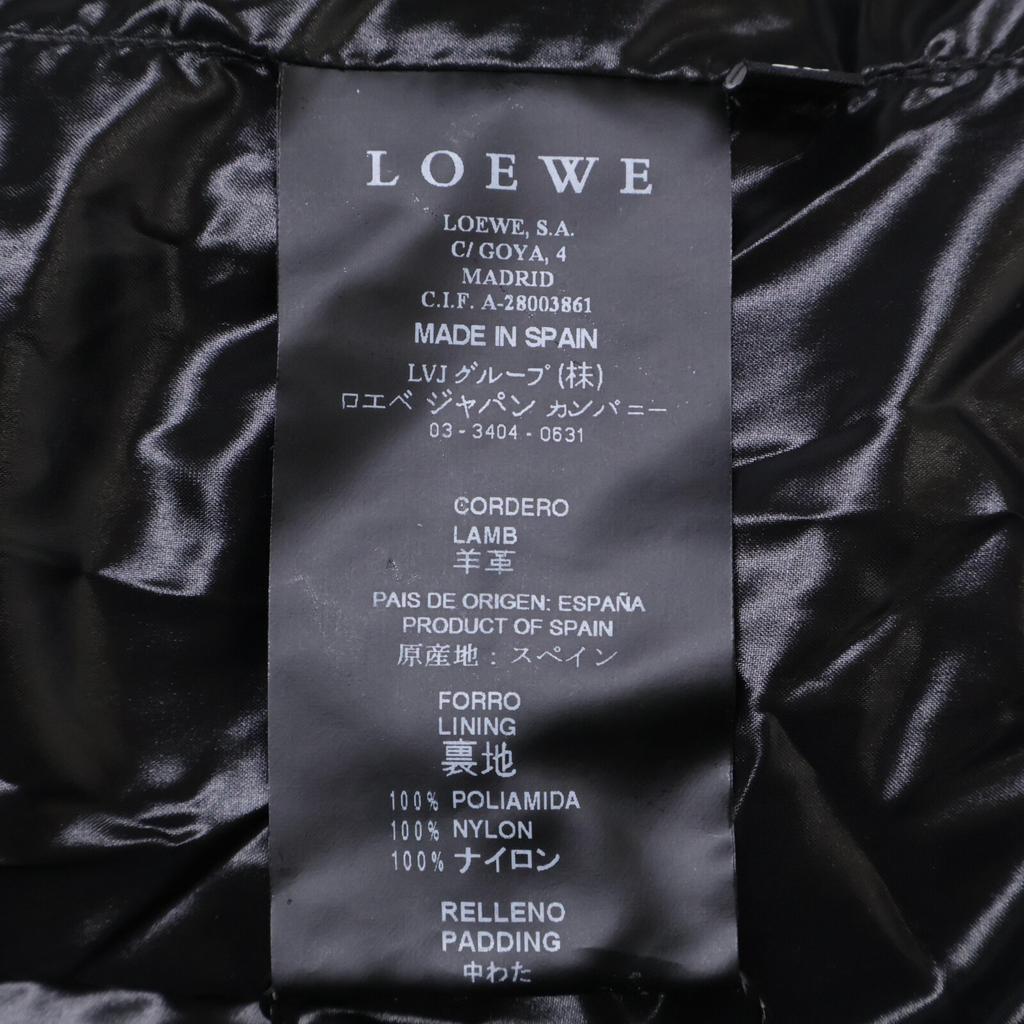 LOEWE
LOEWE, S.A.
C/ GOYA, 4
MADRID
C.I.F. A-28003861
MADE IN SPAIN
LVJ グループ (株)
ロエベ ジャパン カンパニー
03-3404-0631
CORDERO
LAMB
羊革
PAIS DE ORIGEN: ESPAÑA
PRODUCT OF SPAIN
原産地：スペイン
FORRO
LINING
裏地
100% POLIAMIDA
100% NYLON
100% ナイロン
RELLENO
PADDING
中わた